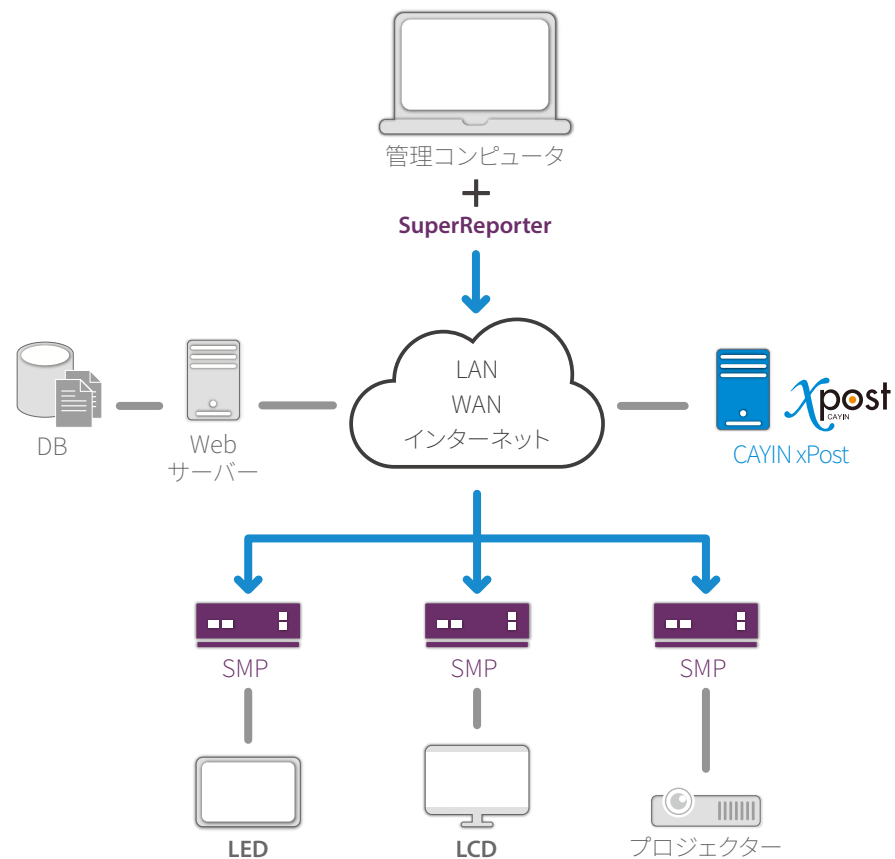 管理コンピュータ
+
SuperReporter
LAN
WAN
インターネット
DB
Web
サーバー
Xpost
CAYIN
CAYIN xPost
SMP
SMP
SMP
LED
LCD
プロジェクター